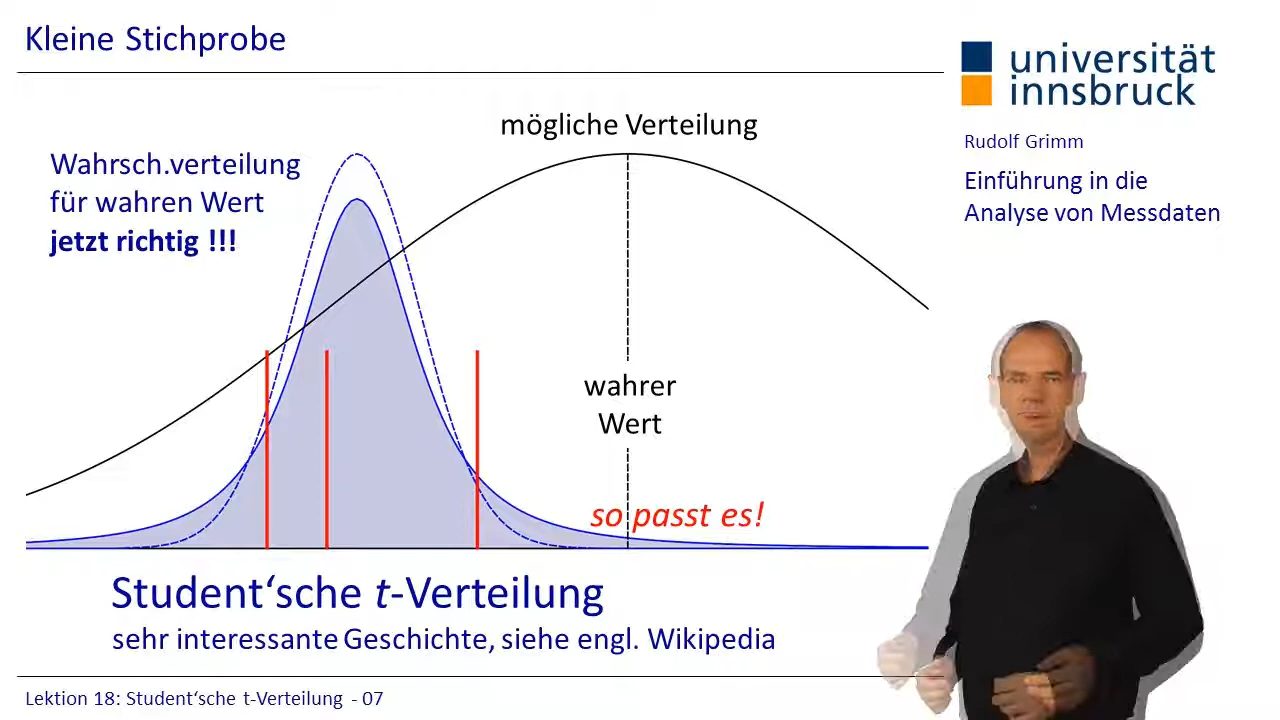 Kleine Stichprobe
universität
innsbruck
Rudolf Grimm
Einführung in die
Analyse von Messdaten
mögliche Verteilung
Wahrsch.verteilung
für wahren Wert
jetzt richtig !!!
wahrer
Wert
so passt es!
Student‘sche t-Verteilung
sehr interessante Geschichte, siehe engl. Wikipedia
Lektion 18: Student‘sche t-Verteilung - 07